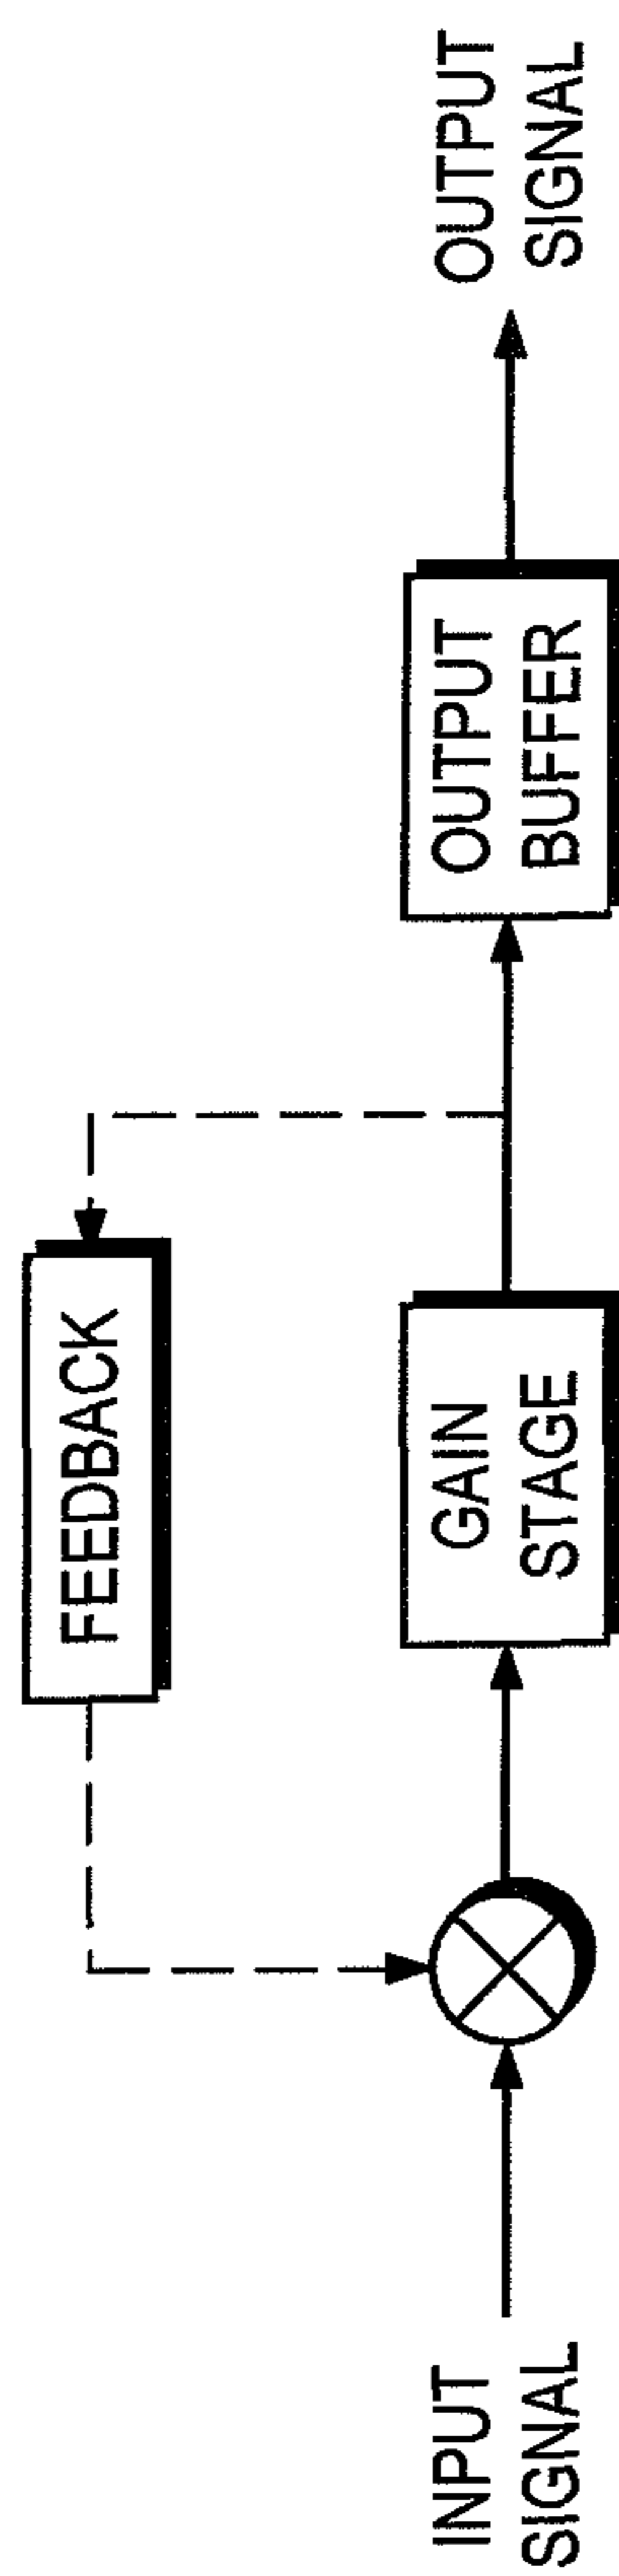 FEEDBACK
INPUT
SIGNAL
GAIN
STAGE
OUTPUT
BUFFER
OUTPUT
SIGNAL